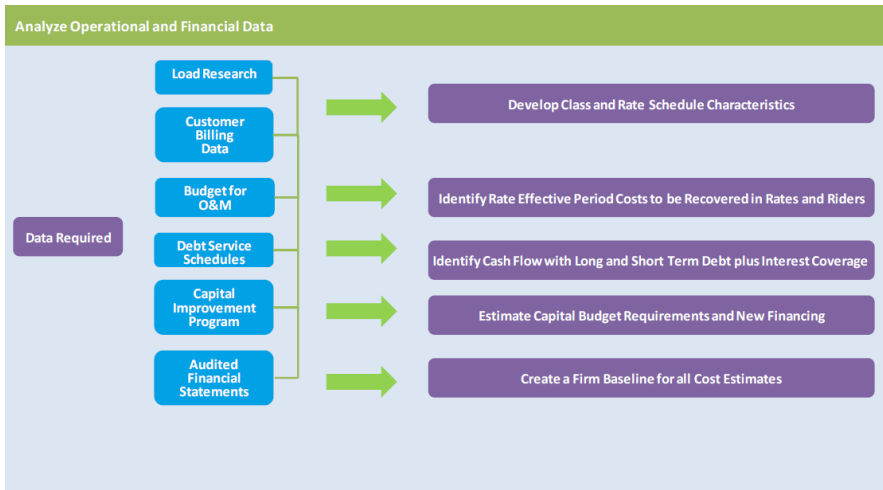 Analyze Operational and Financial Data
Data Required
Load Research
Customer
Billing
Data
Budget for
O&M
Debt Service
Schedules
Capital
Improvement
Program
Audited
Financial
Statements
Develop Class and Rate Schedule Characteristics
Identify Rate Effective Period Costs to be Recovered in Rates and Riders
Identify Cash Flow with Long and Short Term Debt plus Interest Coverage
Estimate Capital Budget Requirements and New Financing
Create a Firm Baseline for all Cost Estimates